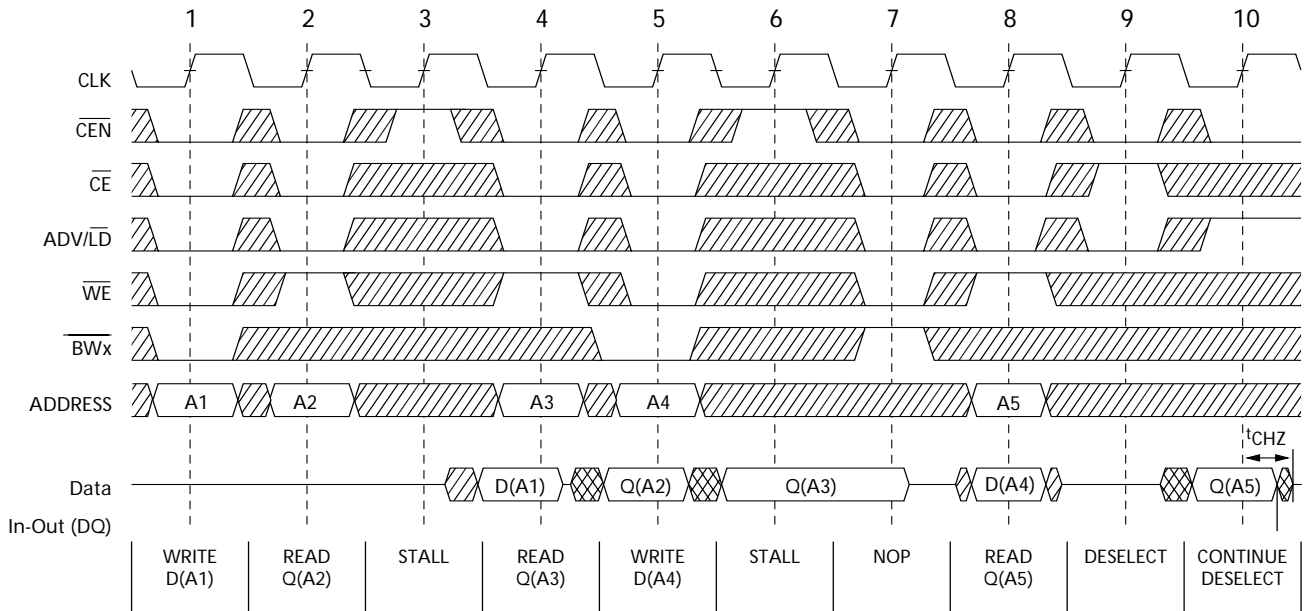 1 2 3 4 5 6 7 8 9 10
CLK
CEN
CE
ADV/LD
WE
BWx
ADDRESS A1 A2 A3 A4 A5
tCHZ
Data D(A1) Q(A2) Q(A3) D(A4) Q(A5)
In-Out (DQ)
WRITE READ STALL READ WRITE STALL NOP READ DESELECT CONTINUE
D(A1) Q(A2) Q(A3) D(A4) Q(A5) DESELECT